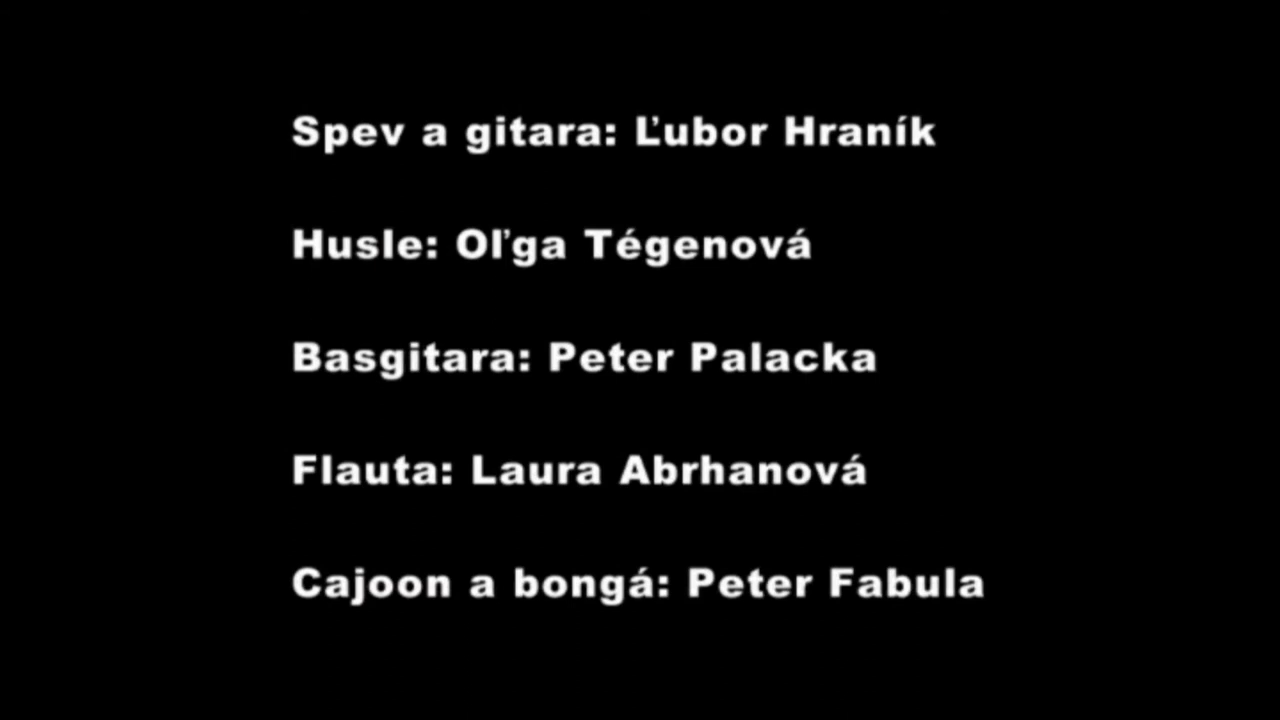 Spev a gitara: Ľubor Hraník
Husle: Oľga Tégenová
Basgitara: Peter Palacka
Flauta: Laura Abrhanová
Cajoon a bongá: Peter Fabula